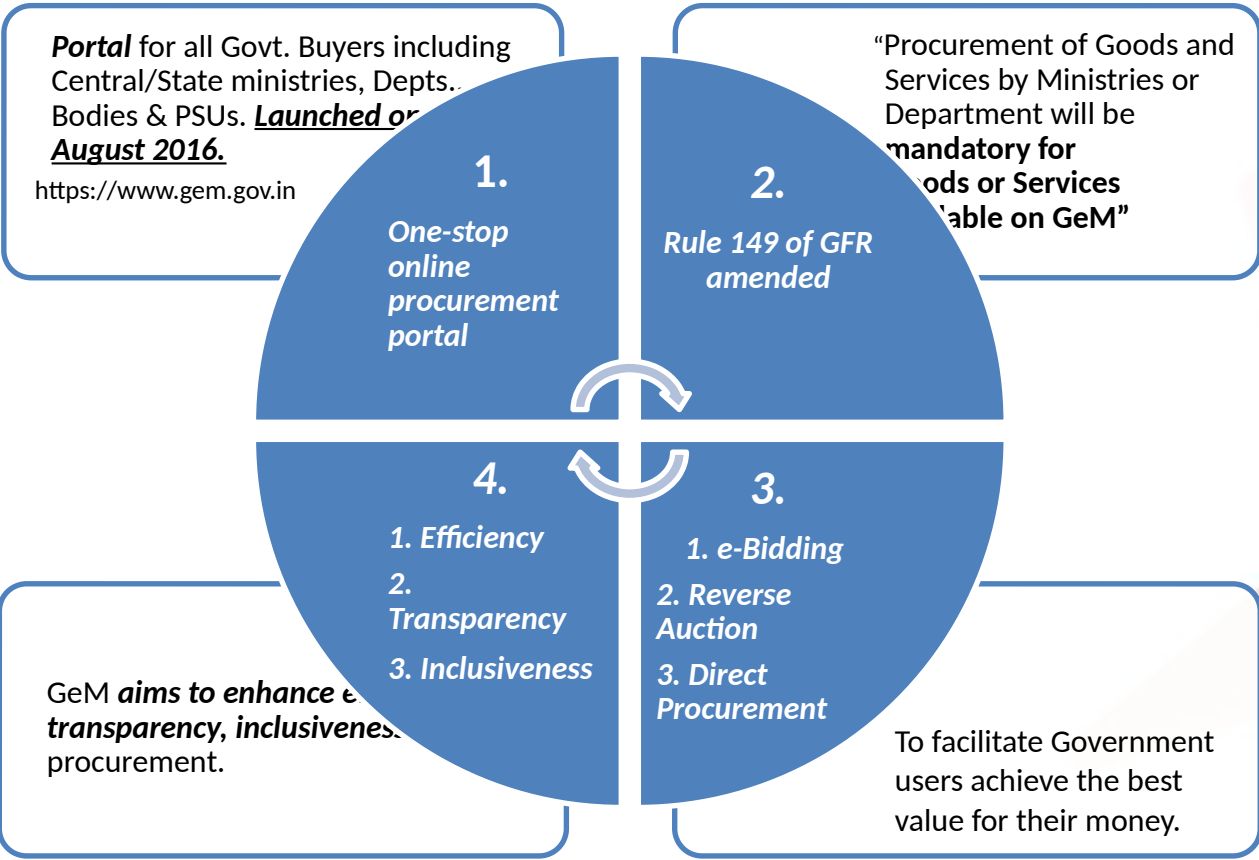 Portal for all Govt. Buyers including
Central/State ministries, Depts.
Bodies & PSUs. Launched
August 2016.
https://www.gem.gov.in
“Procurement of Goods and
Services by Ministries or
Department will be
mandatory for
or Services
on GeM”
1.
One-stop
online
procurement
portal
2.
Rule 149 of GFR
amended
4.
1. Efficiency
2.
Transparency
3. Inclusiveness
3.
1. e-Bidding
2. Reverse
Auction
3. Direct
Procurement
GeM aims to enhance
transparency, inclusiveness
procurement.
To facilitate Government
users achieve the best
value for their money.